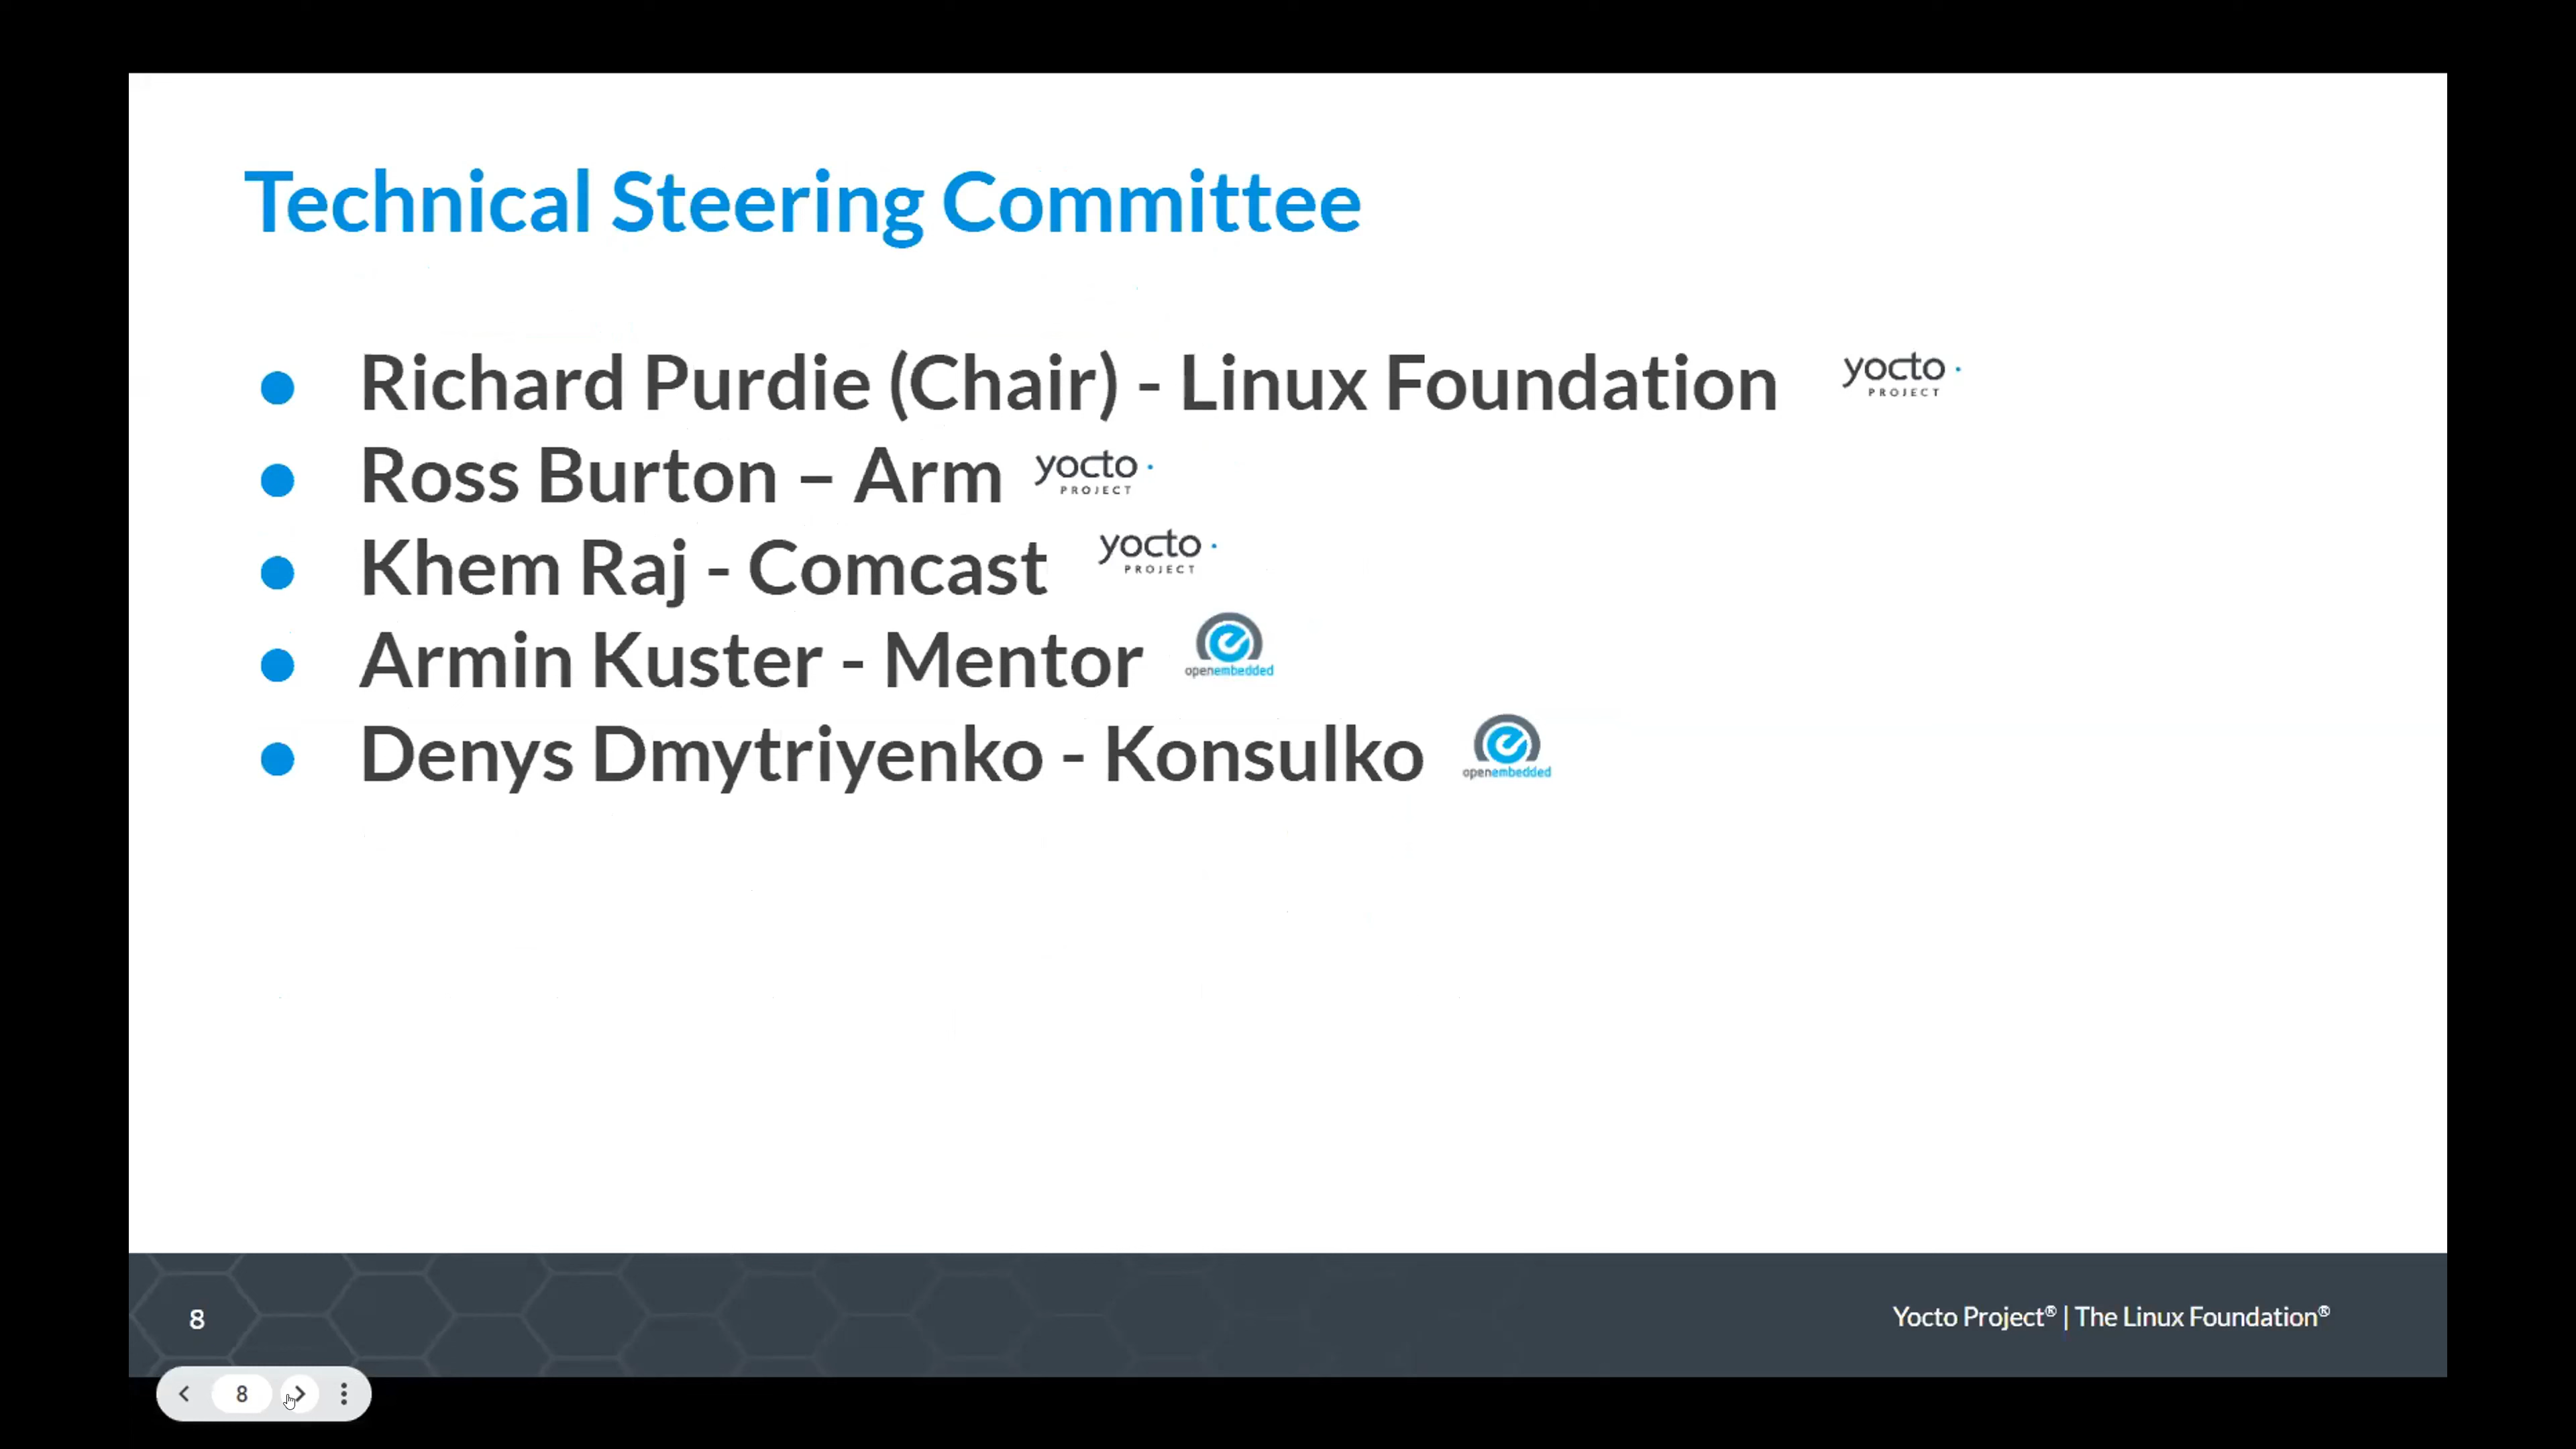 Technical Steering Committee
● Richard Purdie (Chair) - Linux Foundation yocto · PROJECT
● Ross Burton – Arm yocto · PROJECT
● Khem Raj - Comcast yocto · PROJECT
● Armin Kuster - Mentor openembedded
● Denys Dmytriyenko - Konsulko openembedded
8
Yocto Project® | The Linux Foundation®
8